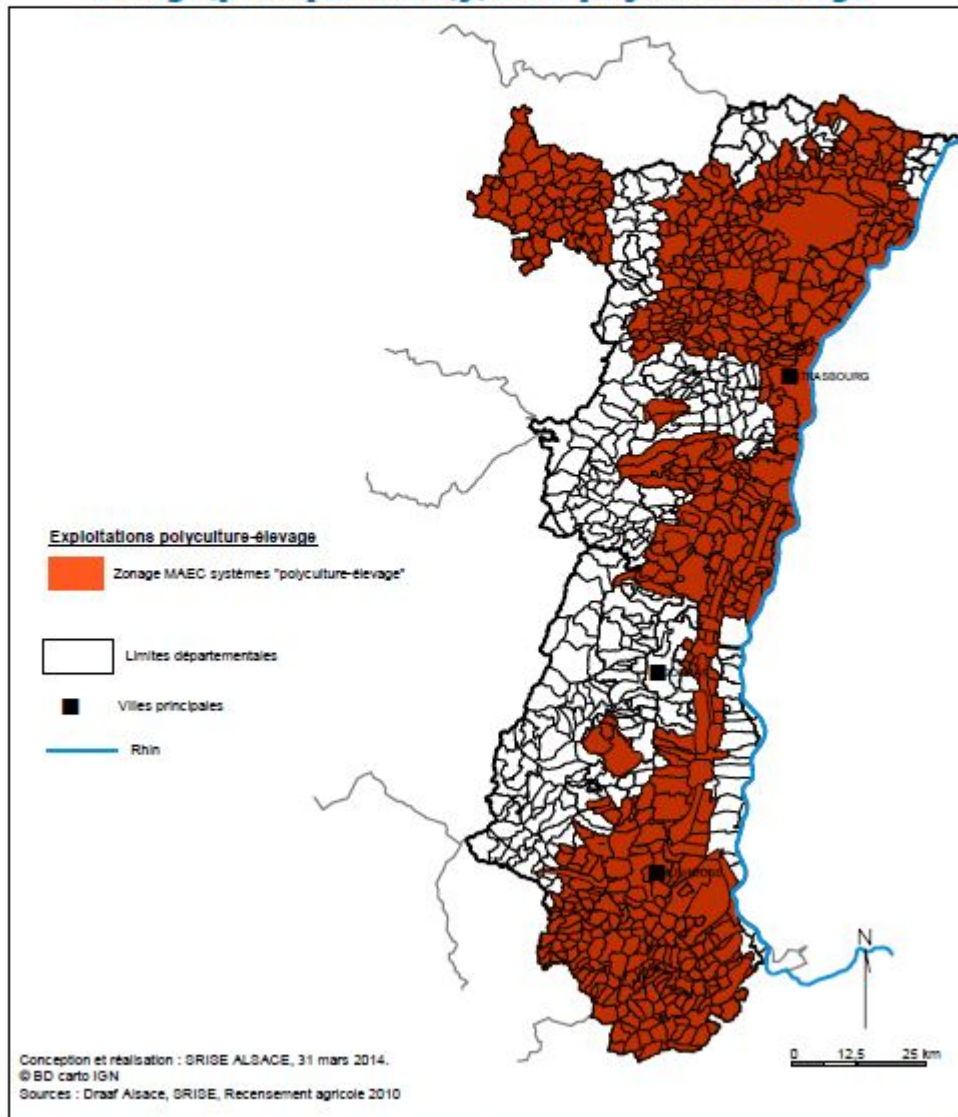 TRASBOURG
Exploitations polyculture-élevage
Zonage MAEC systèmes "polyculture-élevage"
Limites départementales
Villes principales
Rhin
N
0 12,5 25 km
Conception et réalisation : SRISE ALSACE, 31 mars 2014.
© BD carto IGN
Sources : Draaf Alsace, SRISE, Recensement agricole 2010